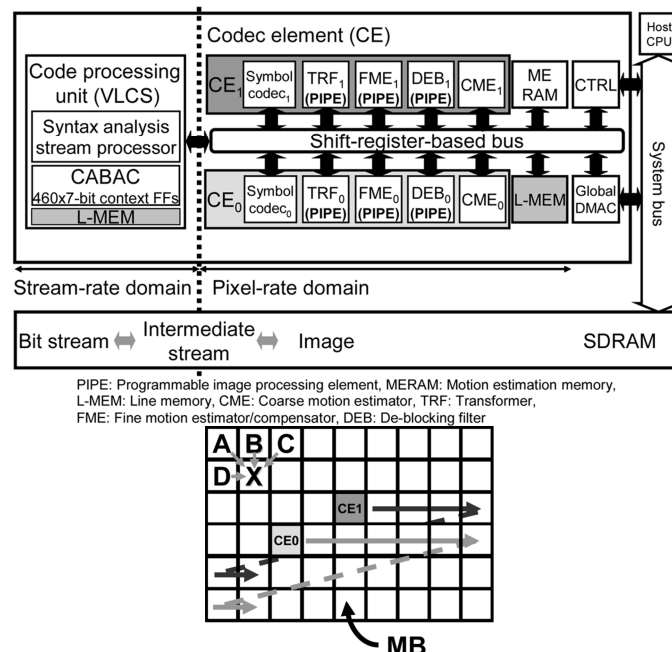 Codec element (CE)
Host
CPU
Code processing
unit (VLCS)
Syntax analysis
stream processor
CABAC
460x7-bit context FFs
L-MEM
CE1
Symbol
codec1
TRF1
(PIPE)
FME1
(PIPE)
DEB1
(PIPE)
CME1
ME
RAM
CTRL
Shift-register-based bus
CE0
Symbol
codec0
TRF0
(PIPE)
FME0
(PIPE)
DEB0
(PIPE)
CME0
L-MEM
Global
DMAC
System bus
Stream-rate domain
Pixel-rate domain
Bit stream
Intermediate
stream
Image
SDRAM
PIPE: Programmable image processing element, MERAM: Motion estimation memory,
L-MEM: Line memory, CME: Coarse motion estimator, TRF: Transformer,
FME: Fine motion estimator/compensator, DEB: De-blocking filter
A B C
D X
CE1
CE0
MB